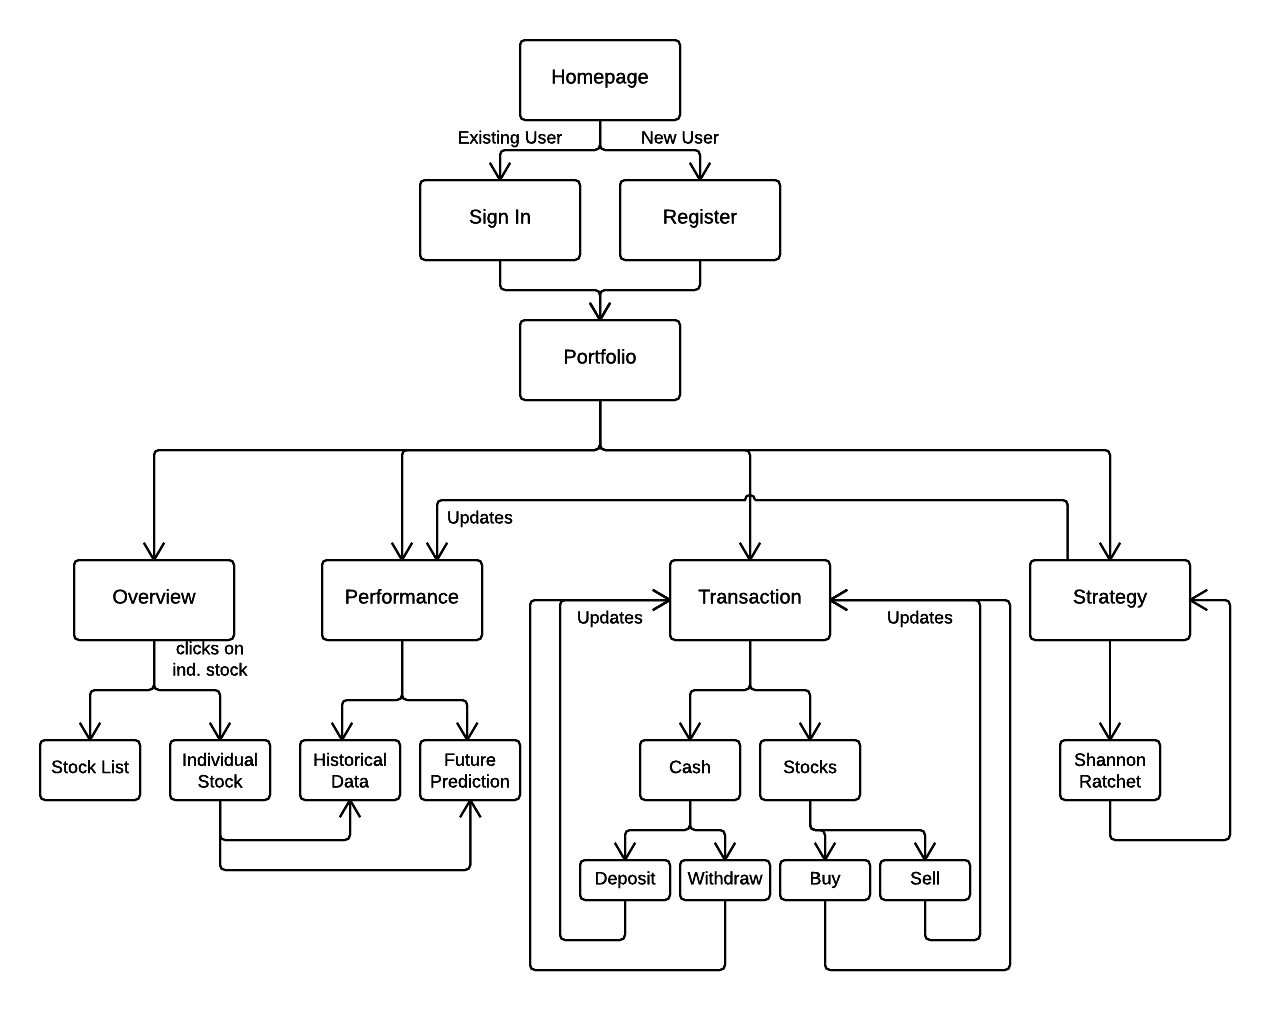 Homepage
Existing User
New User
Sign In
Register
Portfolio
Updates
Overview
Performance
Transaction
Strategy
Updates
Updates
clicks on
ind. stock
Stock List
Individual
Stock
Historical
Data
Future
Prediction
Cash
Stocks
Shannon
Ratchet
Deposit
Withdraw
Buy
Sell